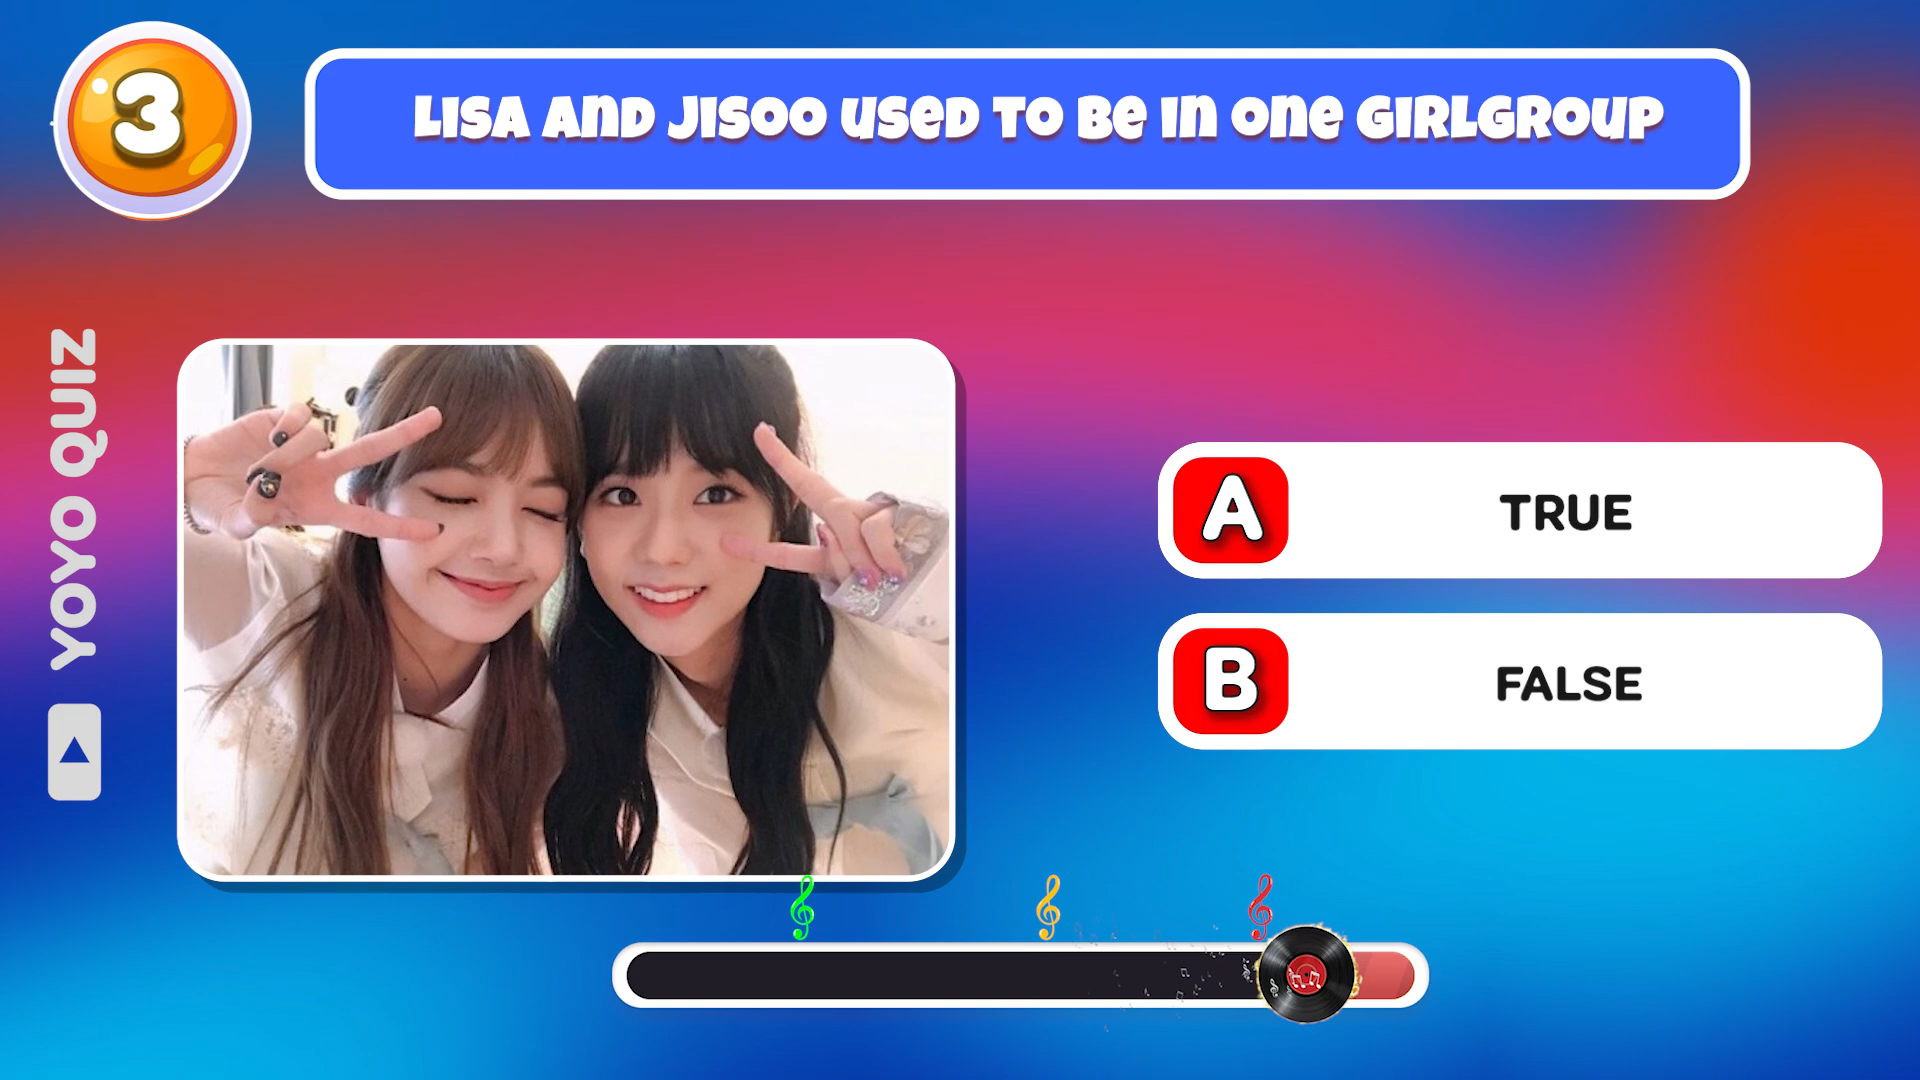 3
LISA AND JISOO USED TO BE IN ONE GIRLGROUP
YOYO QUIZ
A
TRUE
B
FALSE